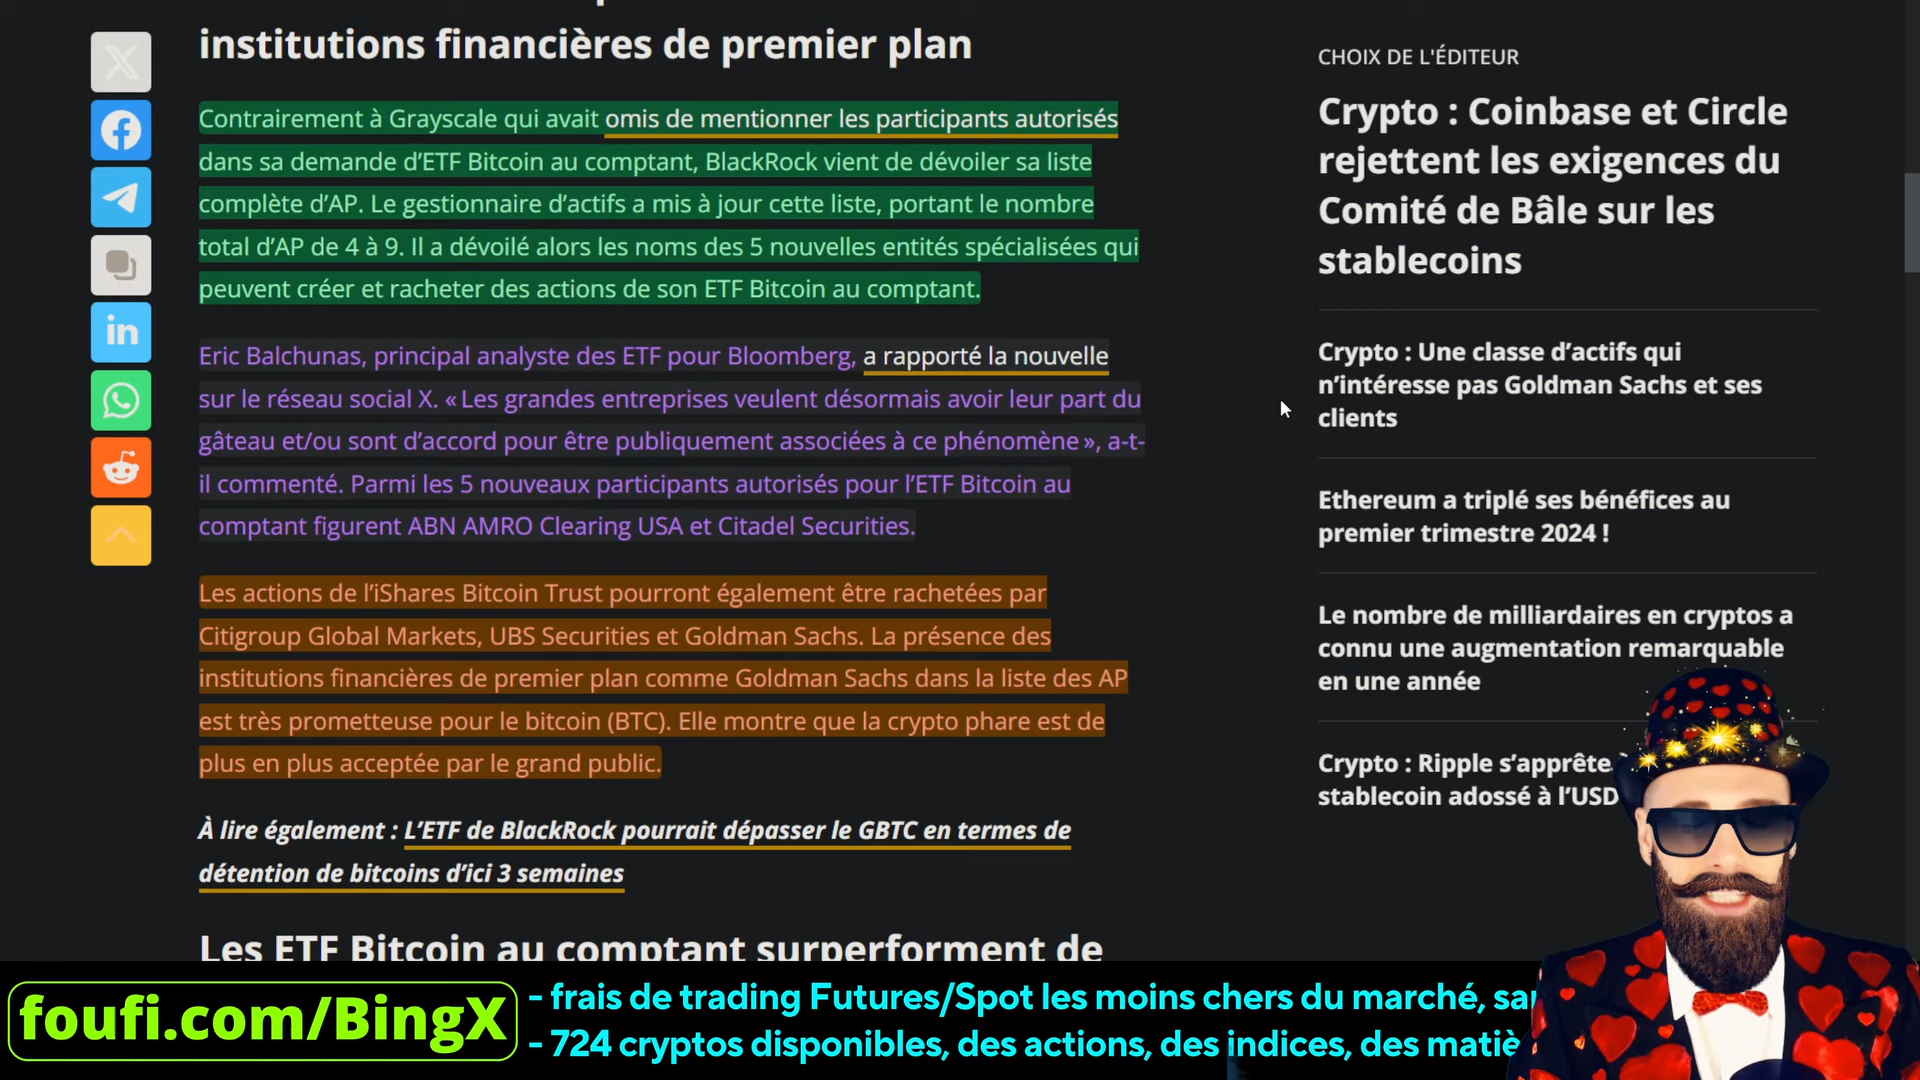 institutions financières de premier plan
Contrairement à Grayscale qui avait omis de mentionner les participants autorisés
dans sa demande d’ETF Bitcoin au comptant, BlackRock vient de dévoiler sa liste
complète d’AP. Le gestionnaire d’actifs a mis à jour cette liste, portant le nombre
total d’AP de 4 à 9. Il a dévoilé alors les noms des 5 nouvelles entités spécialisées qui
peuvent créer et racheter des actions de son ETF Bitcoin au comptant.
Eric Balchunas, principal analyste des ETF pour Bloomberg, a rapporté la nouvelle
sur le réseau social X. « Les grandes entreprises veulent désormais avoir leur part du
gâteau et/ou sont d’accord pour être publiquement associées à ce phénomène », a-t-
il commenté. Parmi les 5 nouveaux participants autorisés pour l’ETF Bitcoin au
comptant figurent ABN AMRO Clearing USA et Citadel Securities.
Les actions de l’iShares Bitcoin Trust pourront également être rachetées par
Citigroup Global Markets, UBS Securities et Goldman Sachs. La présence des
institutions financières de premier plan comme Goldman Sachs dans la liste des AP
est très prometteuse pour le bitcoin (BTC). Elle montre que la crypto phare est de
plus en plus acceptée par le grand public.
À lire également : L’ETF de BlackRock pourrait dépasser le GBTC en termes de
détention de bitcoins d’ici 3 semaines
Les ETF Bitcoin au comptant surperforment de
CHOIX DE L'ÉDITEUR
Crypto : Coinbase et Circle
rejettent les exigences du
Comité de Bâle sur les
stablecoins
Crypto : Une classe d’actifs qui
n’intéresse pas Goldman Sachs et ses
clients
Ethereum a triplé ses bénéfices au
premier trimestre 2024 !
Le nombre de milliardaires en cryptos a
connu une augmentation remarquable
en une année
Crypto : Ripple s’apprête
stablecoin adossé à l’USD
foufi.com/BingX
- frais de trading Futures/Spot les moins chers du marché,
- 724 cryptos disponibles, des actions, des indices, des